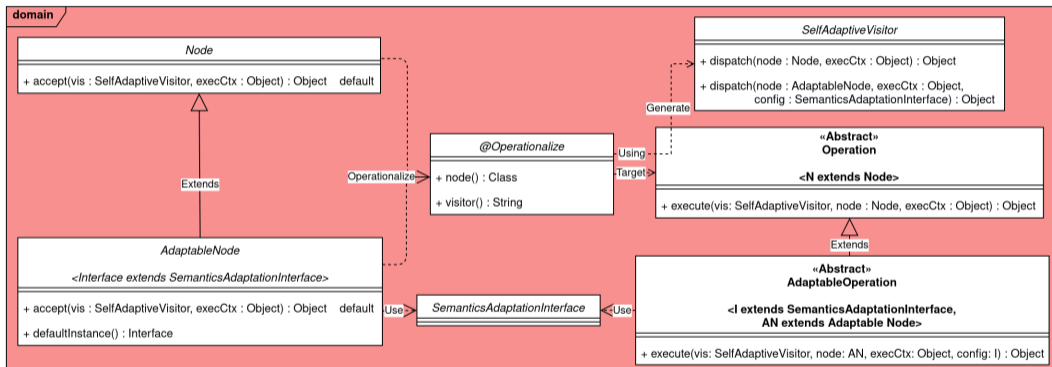 domain
Node
+ accept(vis : SelfAdaptiveVisitor, execCtx : Object) : Object    default
SelfAdaptiveVisitor
+ dispatch(node : Node, execCtx : Object) : Object
+ dispatch(node : AdaptableNode, execCtx : Object,
config : SemanticsAdaptationInterface) : Object
Generate
Extends
Operationalize
@Operationalize
+ node() : Class
+ visitor() : String
Using
Target
«Abstract»
Operation
<N extends Node>
+ execute(vis: SelfAdaptiveVisitor, node : Node, execCtx : Object) : Object
Extends
AdaptableNode
<Interface extends SemanticsAdaptationInterface>
+ accept(vis : SelfAdaptiveVisitor, execCtx : Object) : Object    default
+ defaultInstance() : Interface
Use
SemanticsAdaptationInterface
Use
«Abstract»
AdaptableOperation
<I extends SemanticsAdaptationInterface,
AN extends Adaptable Node>
+ execute(vis: SelfAdaptiveVisitor, node: AN, execCtx: Object, config: I) : Object